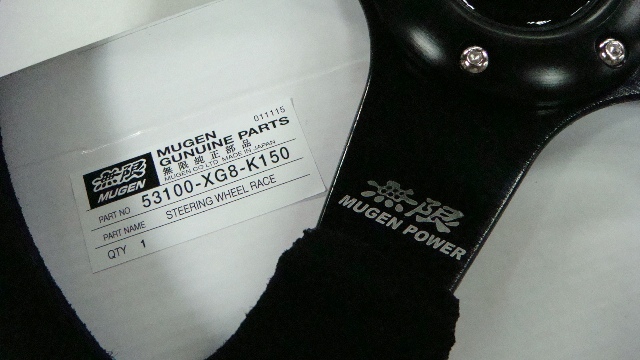 011115
MUGEN
GUNUINE PARTS
無限純正部品
MUGEN CO LTD. MADE IN JAPAN
無限
MUGEN
PART NO 53100-XG8-K150
PART NAME STEERING WHEEL RACE
QTY 1
無限
MUGEN POWER